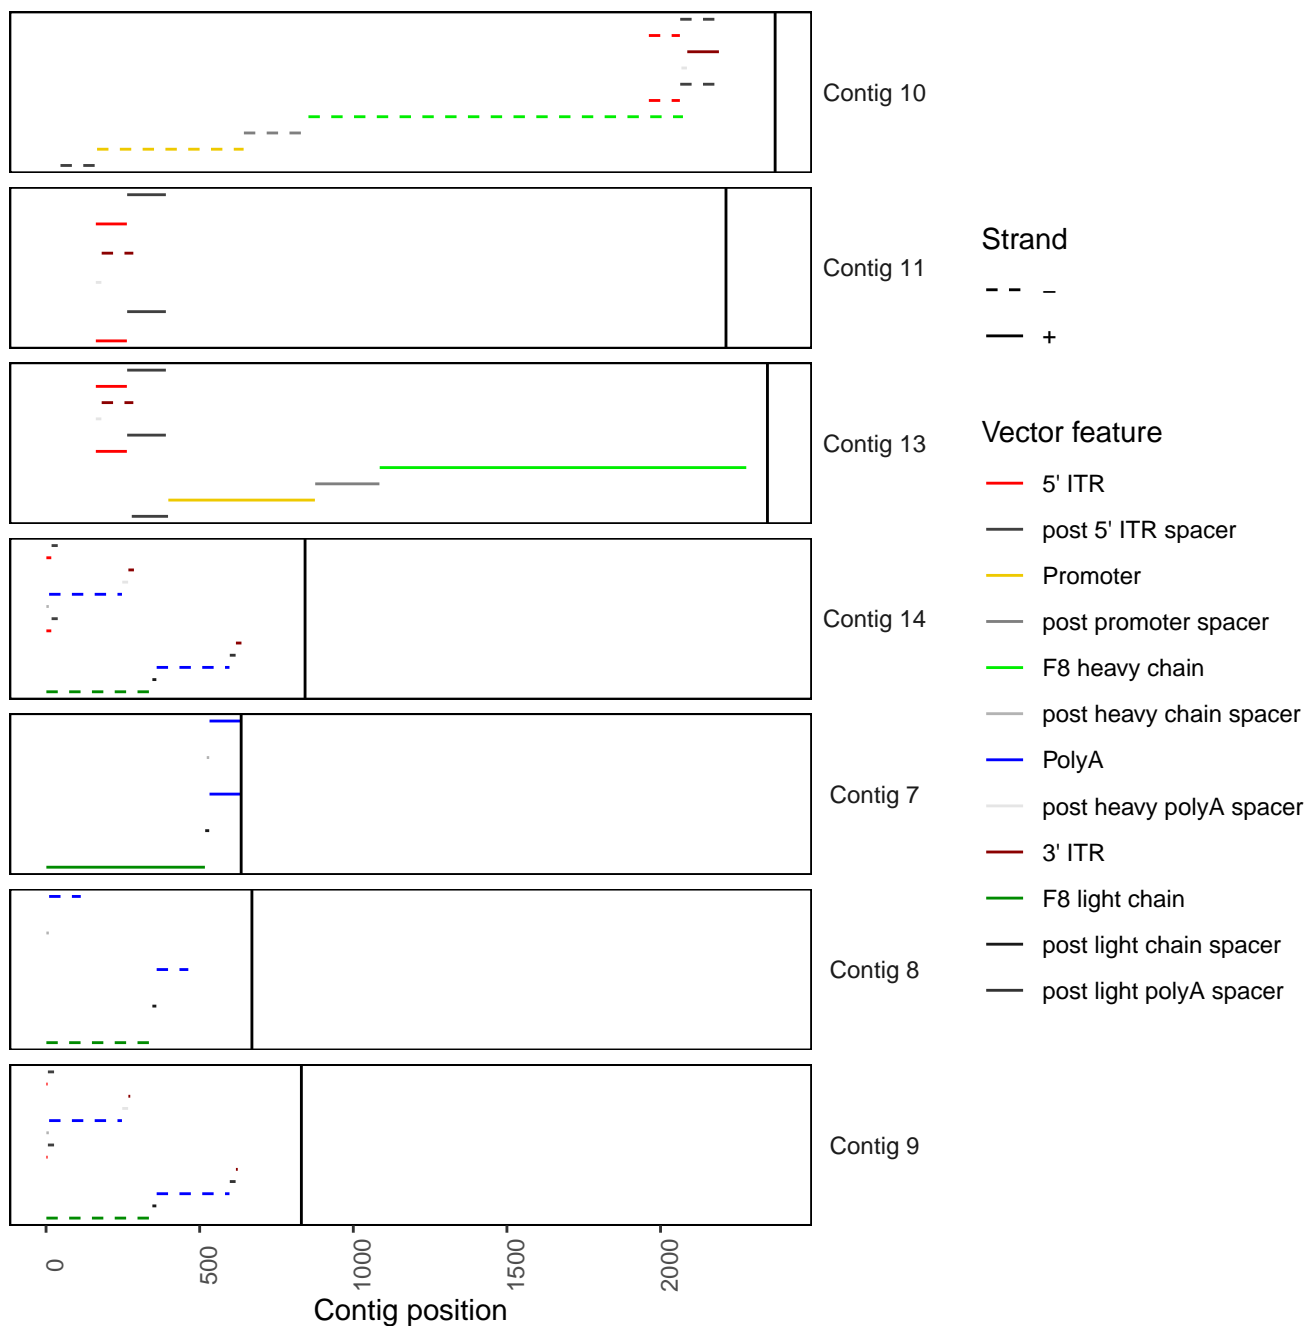 Contig 10
Contig 11
Contig 13
Contig 14
Contig 7
Contig 8
Contig 9
0
500
1000
1500
2000
Contig position
Strand
−
+
Vector feature
5' ITR
post 5' ITR spacer
Promoter
post promoter spacer
F8 heavy chain
post heavy chain spacer
PolyA
post heavy polyA spacer
3' ITR
F8 light chain
post light chain spacer
post light polyA spacer